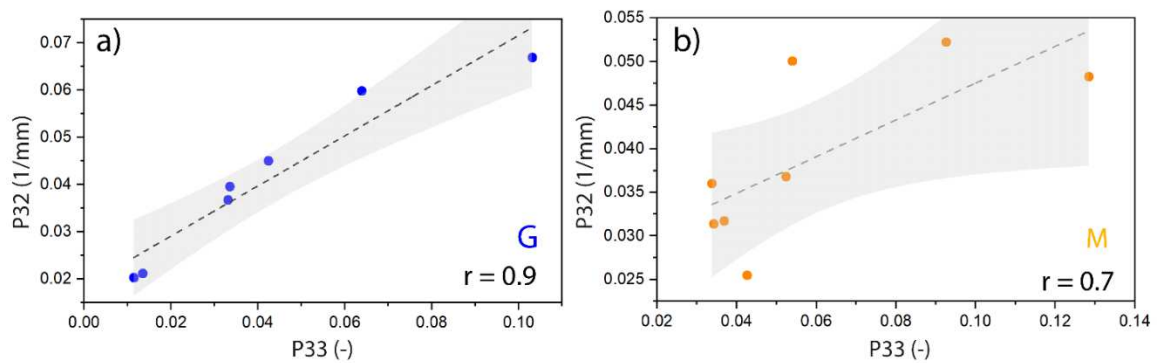 a)
P32 (1/mm)
0.07
0.06
0.05
0.04
0.03
0.02
0.00 0.02 0.04 0.06 0.08 0.10
P33 (-)
G
r = 0.9
b)
P32 (1/mm)
0.055
0.050
0.045
0.040
0.035
0.030
0.025
0.02 0.04 0.06 0.08 0.10 0.12 0.14
P33 (-)
M
r = 0.7